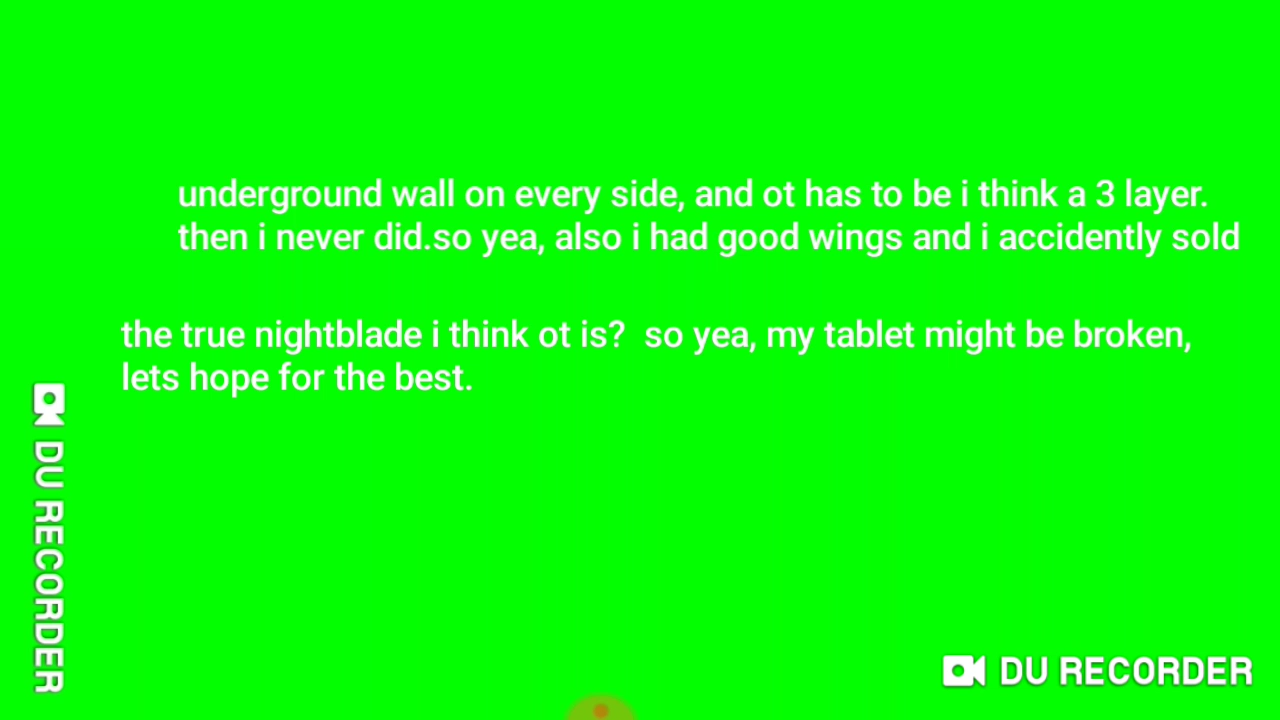 underground wall on every side, and ot has to be i think a 3 layer.
then i never did.so yea, also i had good wings and i accidently sold
the true nightblade i think ot is?  so yea, my tablet might be broken,
lets hope for the best.
DU RECORDER
DU RECORDER